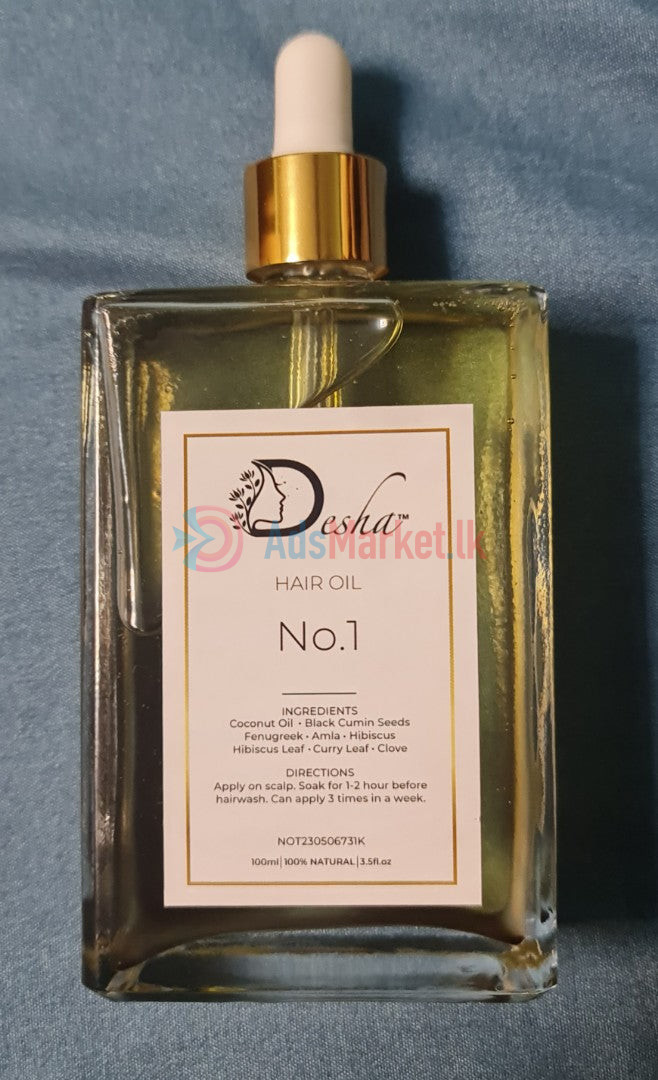 Desha™
AdsMarket.lk
HAIR OIL
No.1
INGREDIENTS
Coconut Oil • Black Cumin Seeds
Fenugreek • Amla • Hibiscus
Hibiscus Leaf • Curry Leaf • Clove
DIRECTIONS
Apply on scalp. Soak for 1-2 hour before
hairwash. Can apply 3 times in a week.
NOT230506731K
100ml|100% NATURAL|3.5fl.oz